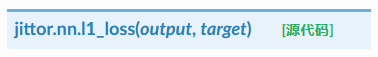 jittor.nn.l1_loss(output, target) [源代码]